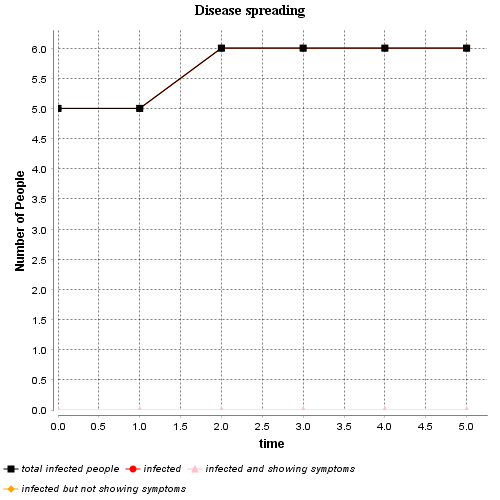 Disease spreading
6.0
5.5
5.0
4.5
4.0
3.5
3.0
2.5
2.0
1.5
1.0
0.5
0.0
Number of People
0.0 0.5 1.0 1.5 2.0 2.5 3.0 3.5 4.0 4.5 5.0
time
total infected people infected infected and showing symptoms
infected but not showing symptoms